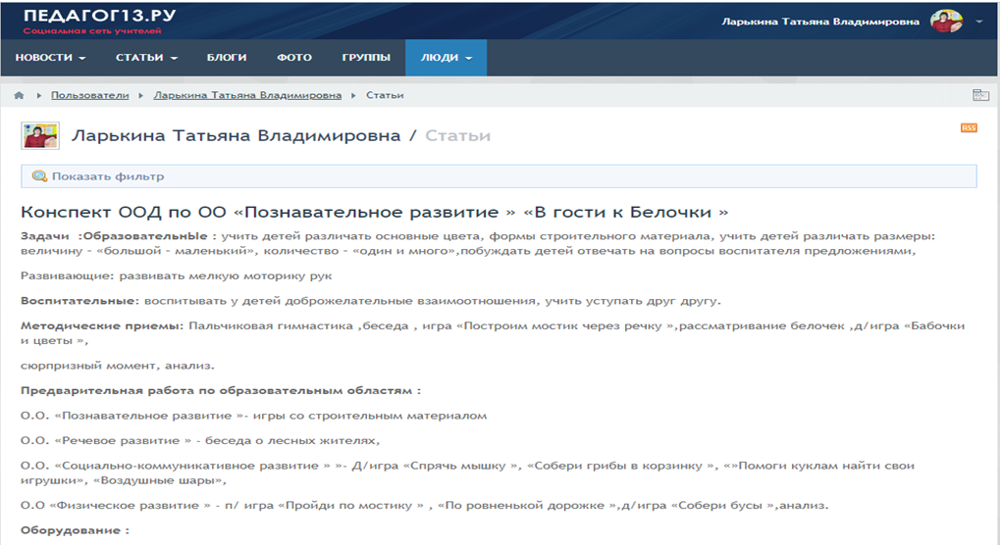 ПЕДАГОГ13.РУ
Социальная сеть учителей
Ларькина Татьяна Владимировна
НОВОСТИ СТАТЬИ БЛОГИ ФОТО ГРУППЫ ЛЮДИ
Пользователи Ларькина Татьяна Владимировна Статьи
Ларькина Татьяна Владимировна / Статьи
RSS
Показать фильтр
Конспект ООД по ОО «Познавательное развитие » «В гости к Белочки »
Задачи :ОбразовательнЫе : учить детей различать основные цвета, формы строительного материала, учить детей различать размеры:
величину - «большой - маленький», количество - «один и много»,побуждать детей отвечать на вопросы воспитателя предложениями,
Развивающие: развивать мелкую моторику рук
Воспитательные: воспитывать у детей доброжелательные взаимоотношения, учить уступать друг другу.
Методические приемы: Пальчиковая гимнастика ,беседа , игра «Построим мостик через речку »,рассматривание белочек ,д/игра «Бабочки
и цветы »,
сюрпризный момент, анализ.
Предварительная работа по образовательным областям :
О.О. «Познавательное развитие »- игры со строительным материалом
О.О. «Речевое развитие » - беседа о лесных жителях,
О.О. «Социально-коммуникативное развитие » »- Д/игра «Спрячь мышку », «Собери грибы в корзинку », «»Помоги куклам найти свои
игрушки», «Воздушные шары»,
О.О «Физическое развитие » - п/ игра «Пройди по мостику » , «По ровненькой дорожке »,д/игра «Собери бусы »,анализ.
Оборудование :